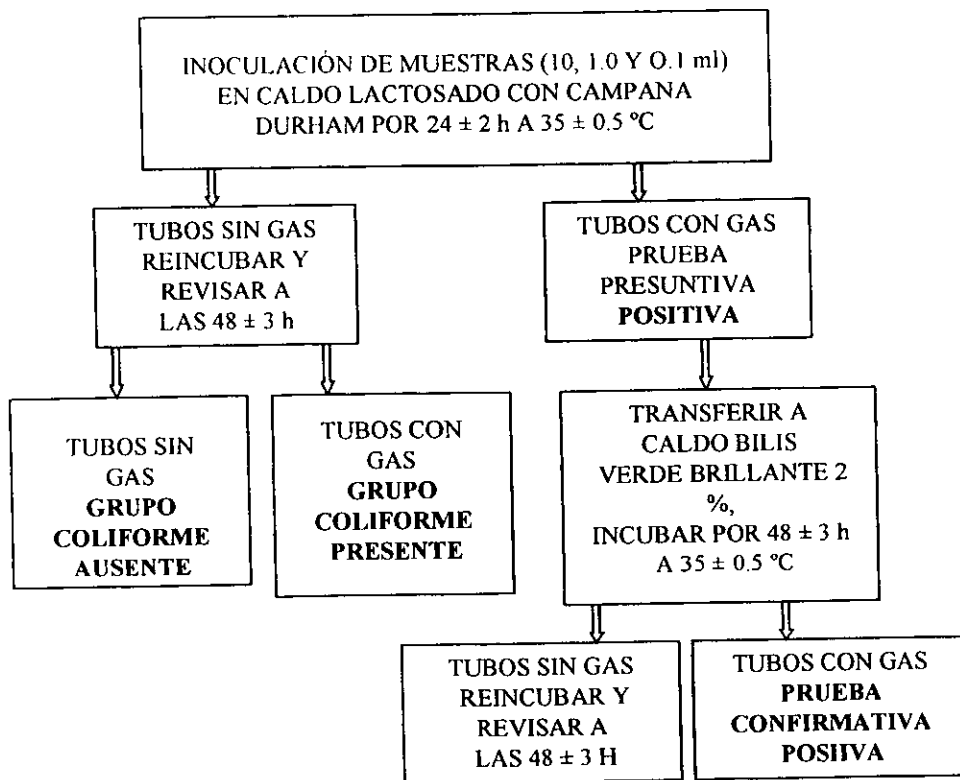 INOCULACIÓN DE MUESTRAS (10, 1.0 Y O.1 ml)
EN CALDO LACTOSADO CON CAMPANA
DURHAM POR 24 ± 2 h A 35 ± 0.5 ºC
TUBOS SIN GAS
REINCUBAR Y
REVISAR A
LAS 48 ± 3 h
TUBOS CON GAS
PRUEBA
PRESUNTIVA
POSITIVA
TUBOS SIN
GAS
GRUPO
COLIFORME
AUSENTE
TUBOS CON
GAS
GRUPO
COLIFORME
PRESENTE
TRANSFERIR A
CALDO BILIS
VERDE BRILLANTE 2
%,
INCUBAR POR 48 ± 3 h
A 35 ± 0.5 ºC
TUBOS SIN GAS
REINCUBAR Y
REVISAR A
LAS 48 ± 3 H
TUBOS CON GAS
PRUEBA
CONFIRMATIVA
POSIIVA